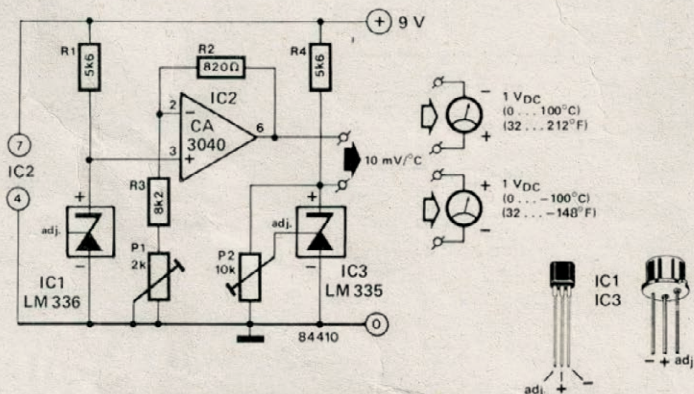 + 9 V
R1
5k6
R2
820Ω
R4
5k6
IC2
2
−
CA
3040
6
3
+
7
IC2
4
R3
8k2
10 mV/°C
−
1 VDC
(0 ... 100°C)
(32 ... 212°F)
+
+
1 VDC
(0 ... −100°C)
(32 ... −148°F)
−
+
adj.
−
IC1
LM 336
P1
2k
P2
10k
+
adj.
−
IC3
LM 335
0
84410
IC1
IC3
adj. + −
− + adj